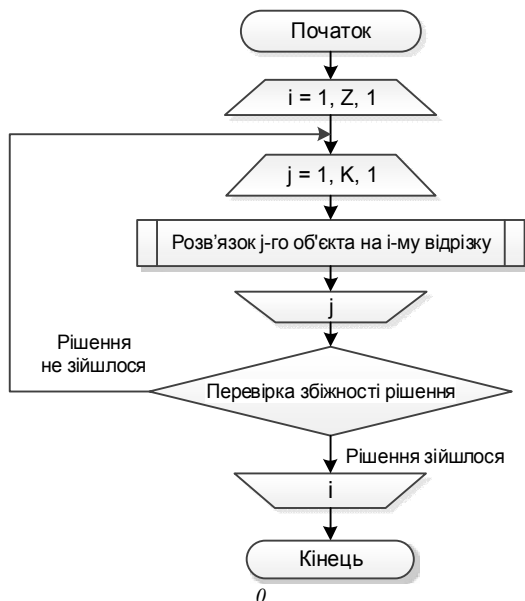 Початок
i = 1, Z, 1
j = 1, K, 1
Розв’язок j-го об'єкта на i-му відрізку
j
Рішення
не зійшлося
Перевірка збіжності рішення
Рішення зійшлося
i
Кінець
0